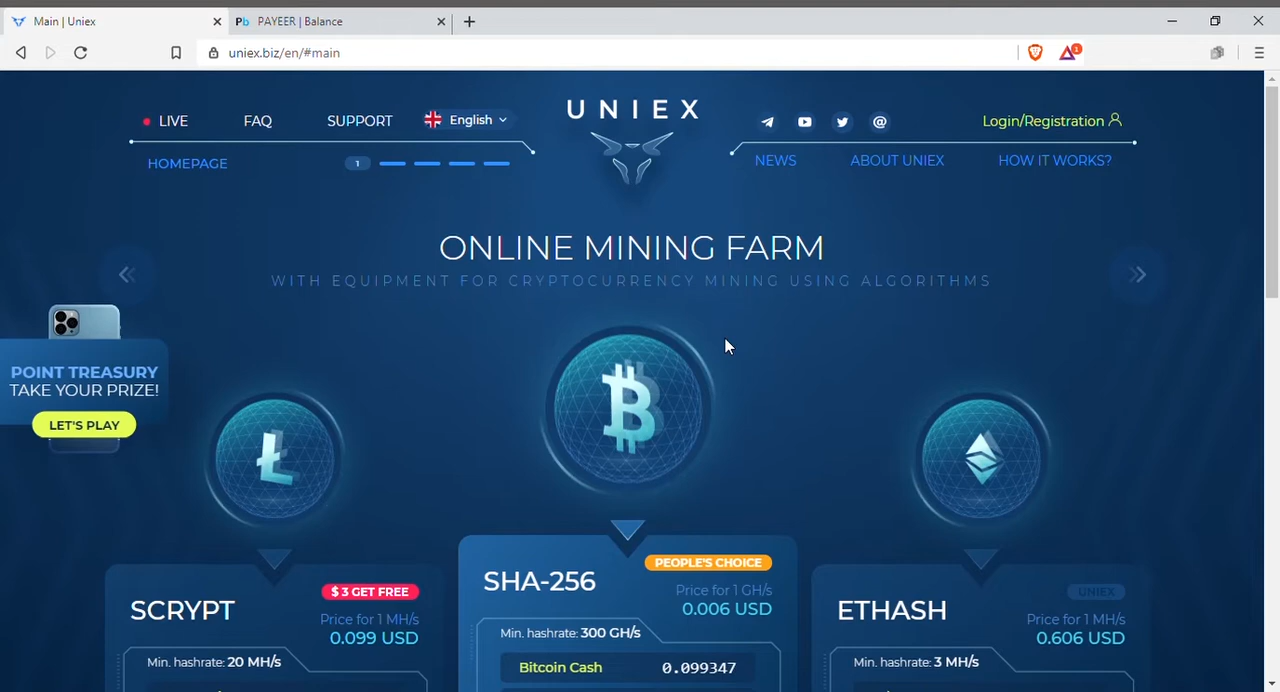 Main | Uniex
Pb PAYEER | Balance
uniex.biz/en/#main
1
LIVE FAQ SUPPORT English
UNIEX
@ Login/Registration
HOMEPAGE 1
NEWS ABOUT UNIEX HOW IT WORKS?
ONLINE MINING FARM
WITH EQUIPMENT FOR CRYPTOCURRENCY MINING USING ALGORITHMS
POINT TREASURY
TAKE YOUR PRIZE!
LET'S PLAY
$ 3 GET FREE
SCRYPT
Price for 1 MH/s
0.099 USD
Min. hashrate: 20 MH/s
PEOPLE'S CHOICE
SHA-256
Price for 1 GH/s
0.006 USD
Min. hashrate: 300 GH/s
Bitcoin Cash 0.099347
UNIEX
ETHASH
Price for 1 MH/s
0.606 USD
Min. hashrate: 3 MH/s